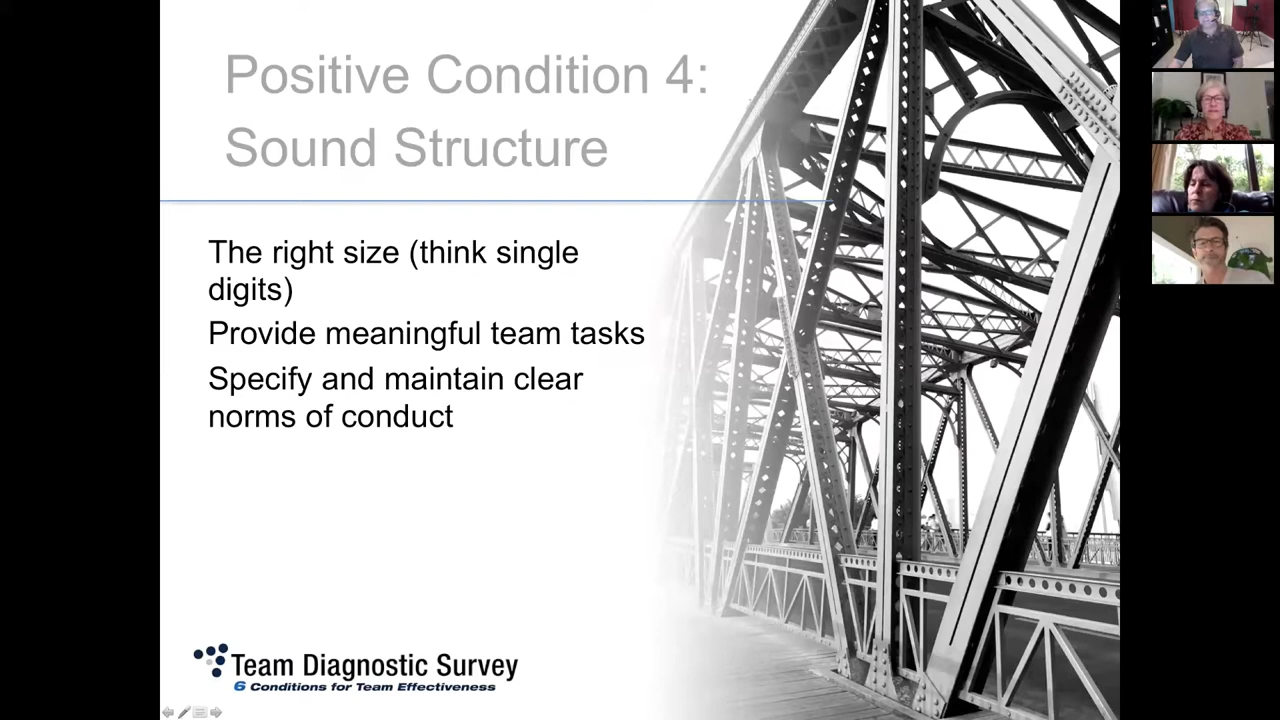 Positive Condition 4:
Sound Structure
The right size (think single
digits)
Provide meaningful team tasks
Specify and maintain clear
norms of conduct
Team Diagnostic Survey
6 Conditions for Team Effectiveness